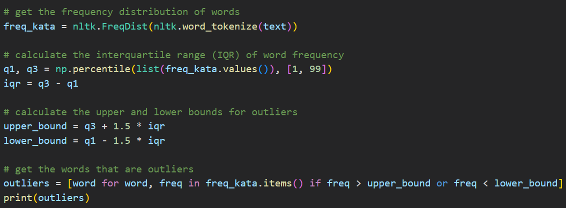 # get the frequency distribution of words
freq_kata = nltk.FreqDist(nltk.word_tokenize(text))
# calculate the interquartile range (IQR) of word frequency
q1, q3 = np.percentile(list(freq_kata.values()), [1, 99])
iqr = q3 - q1
# calculate the upper and lower bounds for outliers
upper_bound = q3 + 1.5 * iqr
lower_bound = q1 - 1.5 * iqr
# get the words that are outliers
outliers = [word for word, freq in freq_kata.items() if freq > upper_bound or freq < lower_bound]
print(outliers)